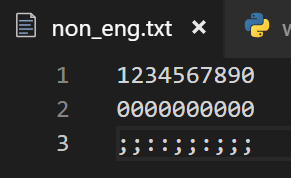 non_eng.txt ×
1 1234567890
2 0000000000
3 ;;::;;:;;;